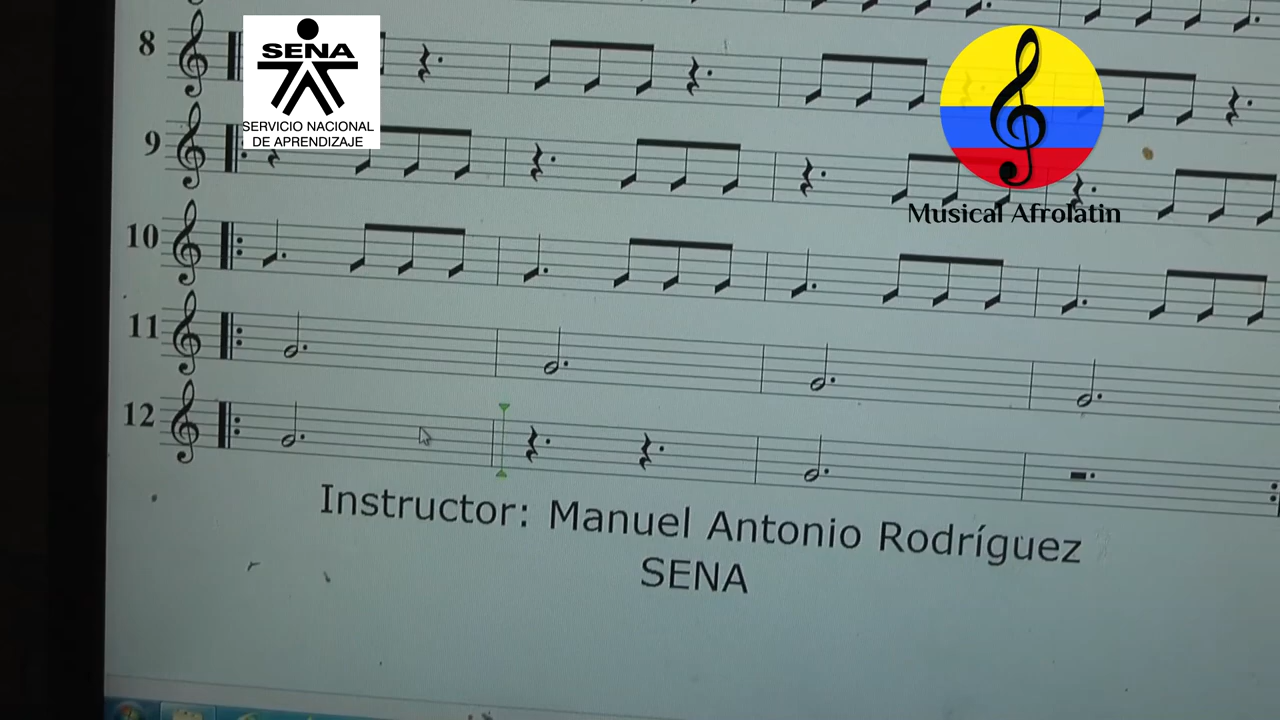 8
SENA
SERVICIO NACIONAL
DE APRENDIZAJE
9
Musical Afrolatin
10
11
12
Instructor: Manuel Antonio Rodríguez
SENA